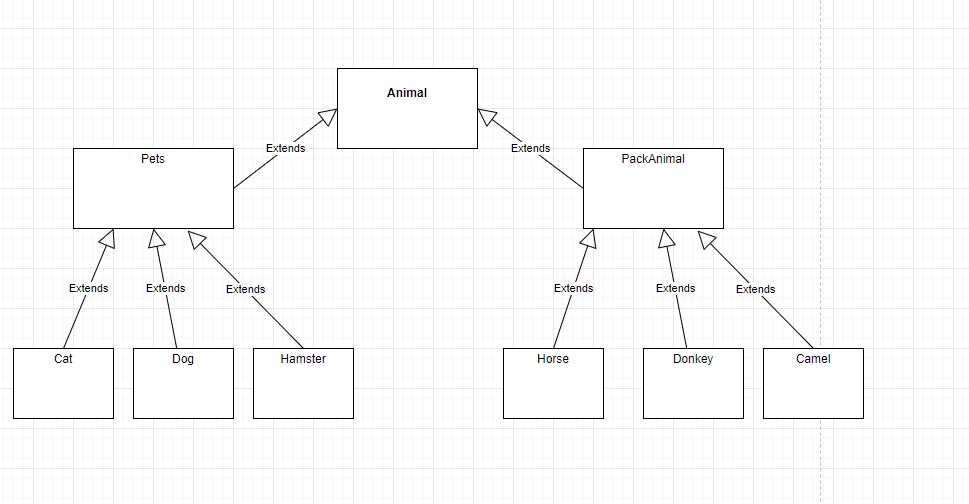 Animal
Extends
Extends
Pets
PackAnimal
Extends
Extends
Extends
Extends
Extends
Extends
Cat
Dog
Hamster
Horse
Donkey
Camel